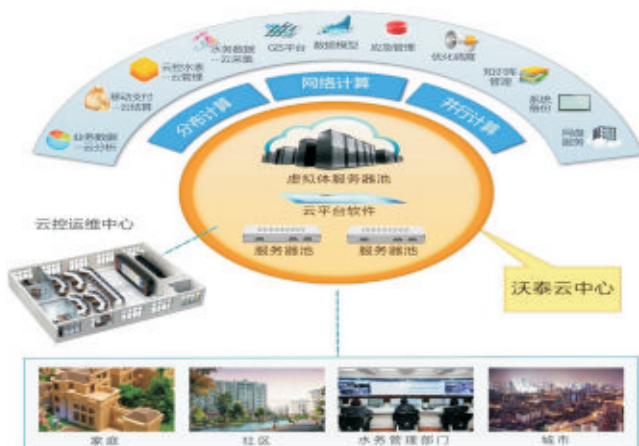 业务数据
—云分析
移动支付
—云结算
云控水表
—云管理
水务数据
—云采集
GIS平台
数据模型
应急管理
优化调度
知识库
管理
系统
备份
网盘
服务
分布计算
网络计算
并行计算
虚拟体服务器池
云平台软件
服务器池
服务器池
云控运维中心
沃泰云中心
家庭
社区
水务管理部门
城市